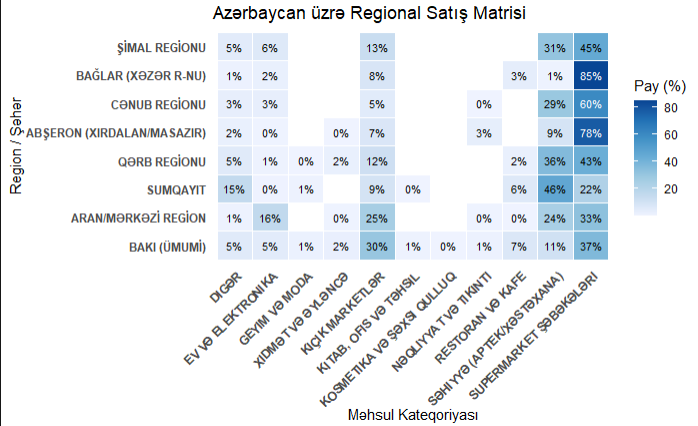 Azərbaycan üzrə Regional Satış Matrisi
Region / Şəhər
ŞİMAL REGİONU 5% 6% 13% 31% 45%
BAĞLAR (XƏZƏR R-NU) 1% 2% 8% 3% 1% 85%
CƏNUB REGİONU 3% 3% 5% 0% 29% 60%
ABŞERON (XIRDALAN/MASAZIR) 2% 0% 0% 7% 3% 9% 78%
QƏRB REGİONU 5% 1% 0% 2% 12% 2% 36% 43%
SUMQAYIT 15% 0% 1% 9% 0% 6% 46% 22%
ARAN/MƏRKƏZİ REGİON 1% 16% 0% 25% 0% 0% 24% 33%
BAKI (ÜMUMİ) 5% 5% 1% 2% 30% 1% 0% 1% 7% 11% 37%
DIGƏR
EV VƏ ELEKTRONIKA
GEYIM VƏ MODA
XIDMƏT VƏ ƏYLƏNCƏ
KIÇIK MARKETLƏR
KITAB, OFIS VƏ TƏHSIL
KOSMETIKA VƏ ŞƏXSI QULLUQ
NƏQLIYYAT VƏ TIKINTI
RESTORAN VƏ KAFE
SƏHIYYƏ (APTEK/XƏSTƏXANA)
SUPERMARKET ŞƏBƏKƏLƏRI
Məhsul Kateqoriyası
Pay (%)
80
60
40
20